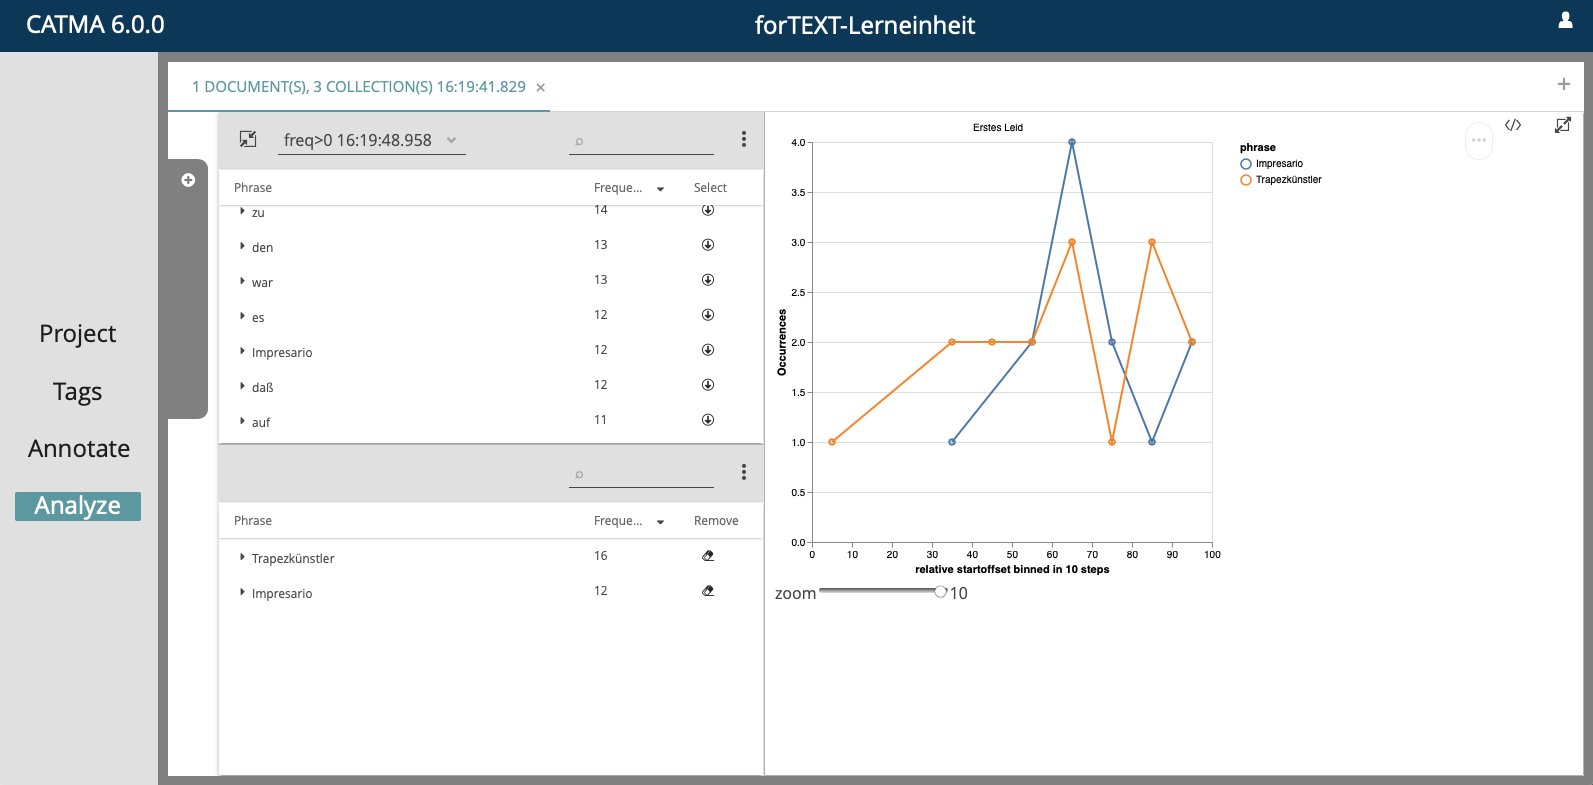 CATMA 6.0.0
forTEXT-Lerneinheit
1 DOCUMENT(S), 3 COLLECTION(S) 16:19:41.829
Project
Tags
Annotate
Analyze
freq>0 16:19:48.958
Phrase Freque... Select
zu 14
den 13
war 13
es 12
Impresario 12
daß 12
auf 11
Phrase Freque... Remove
Trapezkünstler 16
Impresario 12
Erstes Leid
4.0
3.5
3.0
2.5
2.0
1.5
1.0
0.5
0.0
Occurrences
0 10 20 30 40 50 60 70 80 90 100
relative startoffset binned in 10 steps
phrase
Impresario
Trapezkünstler
zoom 10